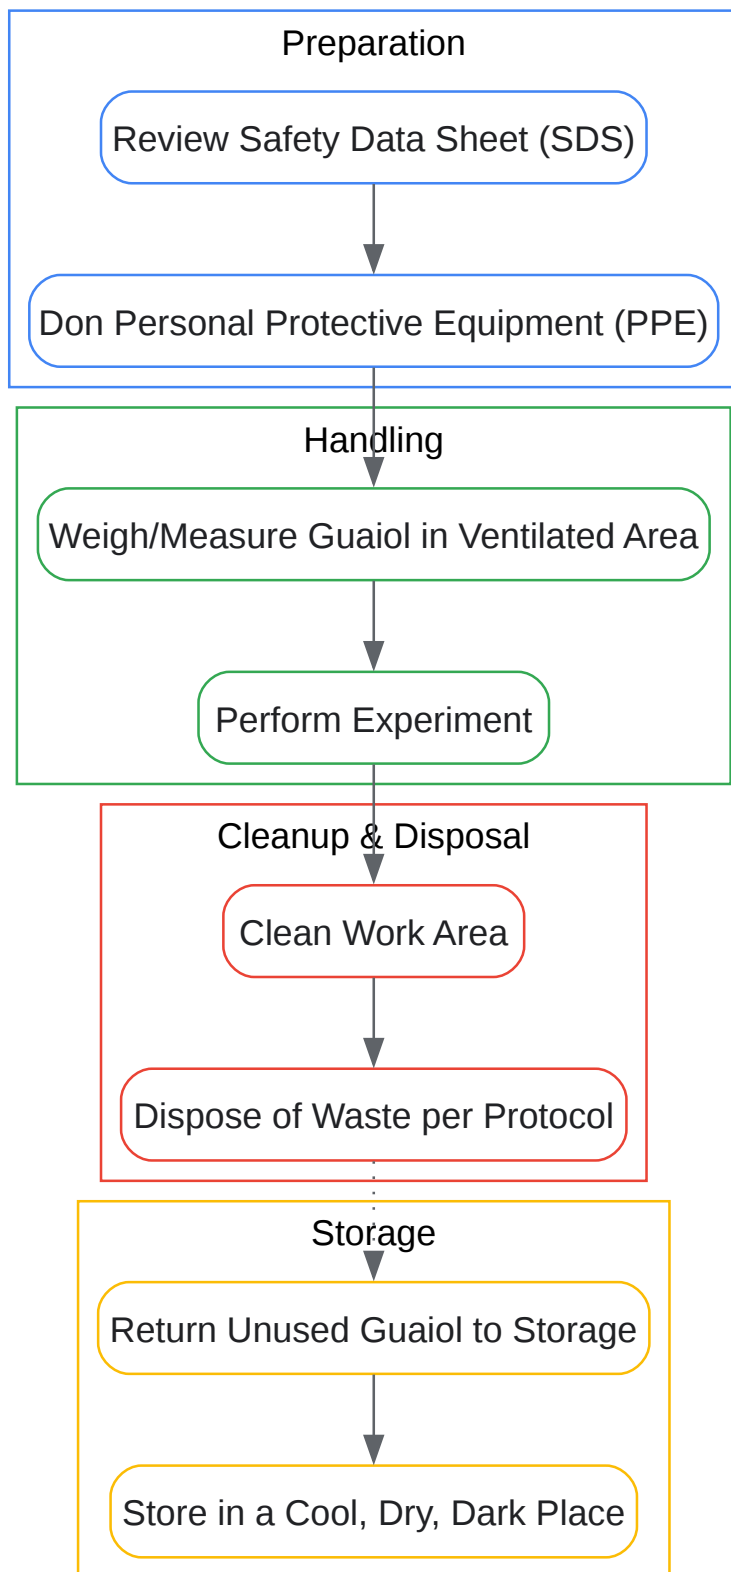 Preparation
Review Safety Data Sheet (SDS)
Don Personal Protective Equipment (PPE)
Handling
Weigh/Measure Guaiol in Ventilated Area
Perform Experiment
Cleanup & Disposal
Clean Work Area
Dispose of Waste per Protocol
Storage
Return Unused Guaiol to Storage
Store in a Cool, Dry, Dark Place